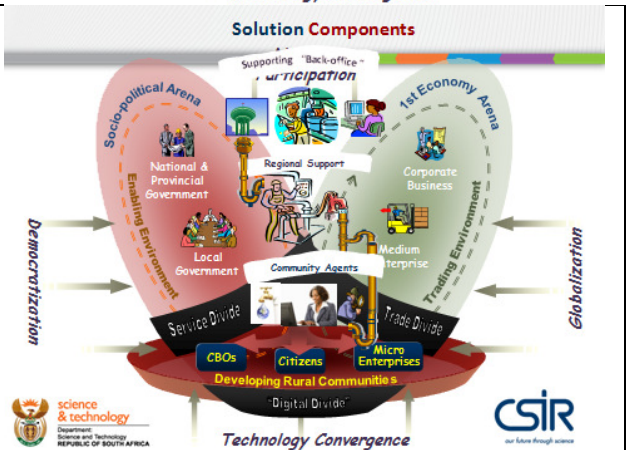 Solution Components
Supporting "Back-office"
Participation
Socio-political Arena
1st Economy Arena
National &
Provincial
Government
Regional Support
Corporate
Business
Enabling Environment
Trading Environment
Local
Government
Medium
Enterprise
Community Agents
Democratization
Globalization
Service Divide
Trade Divide
CBOs
Citizens
Micro
Enterprises
Developing Rural Communities
"Digital Divide"
Technology Convergence
science
& technology
Department:
Science and Technology
REPUBLIC OF SOUTH AFRICA
CSIR
our future through science